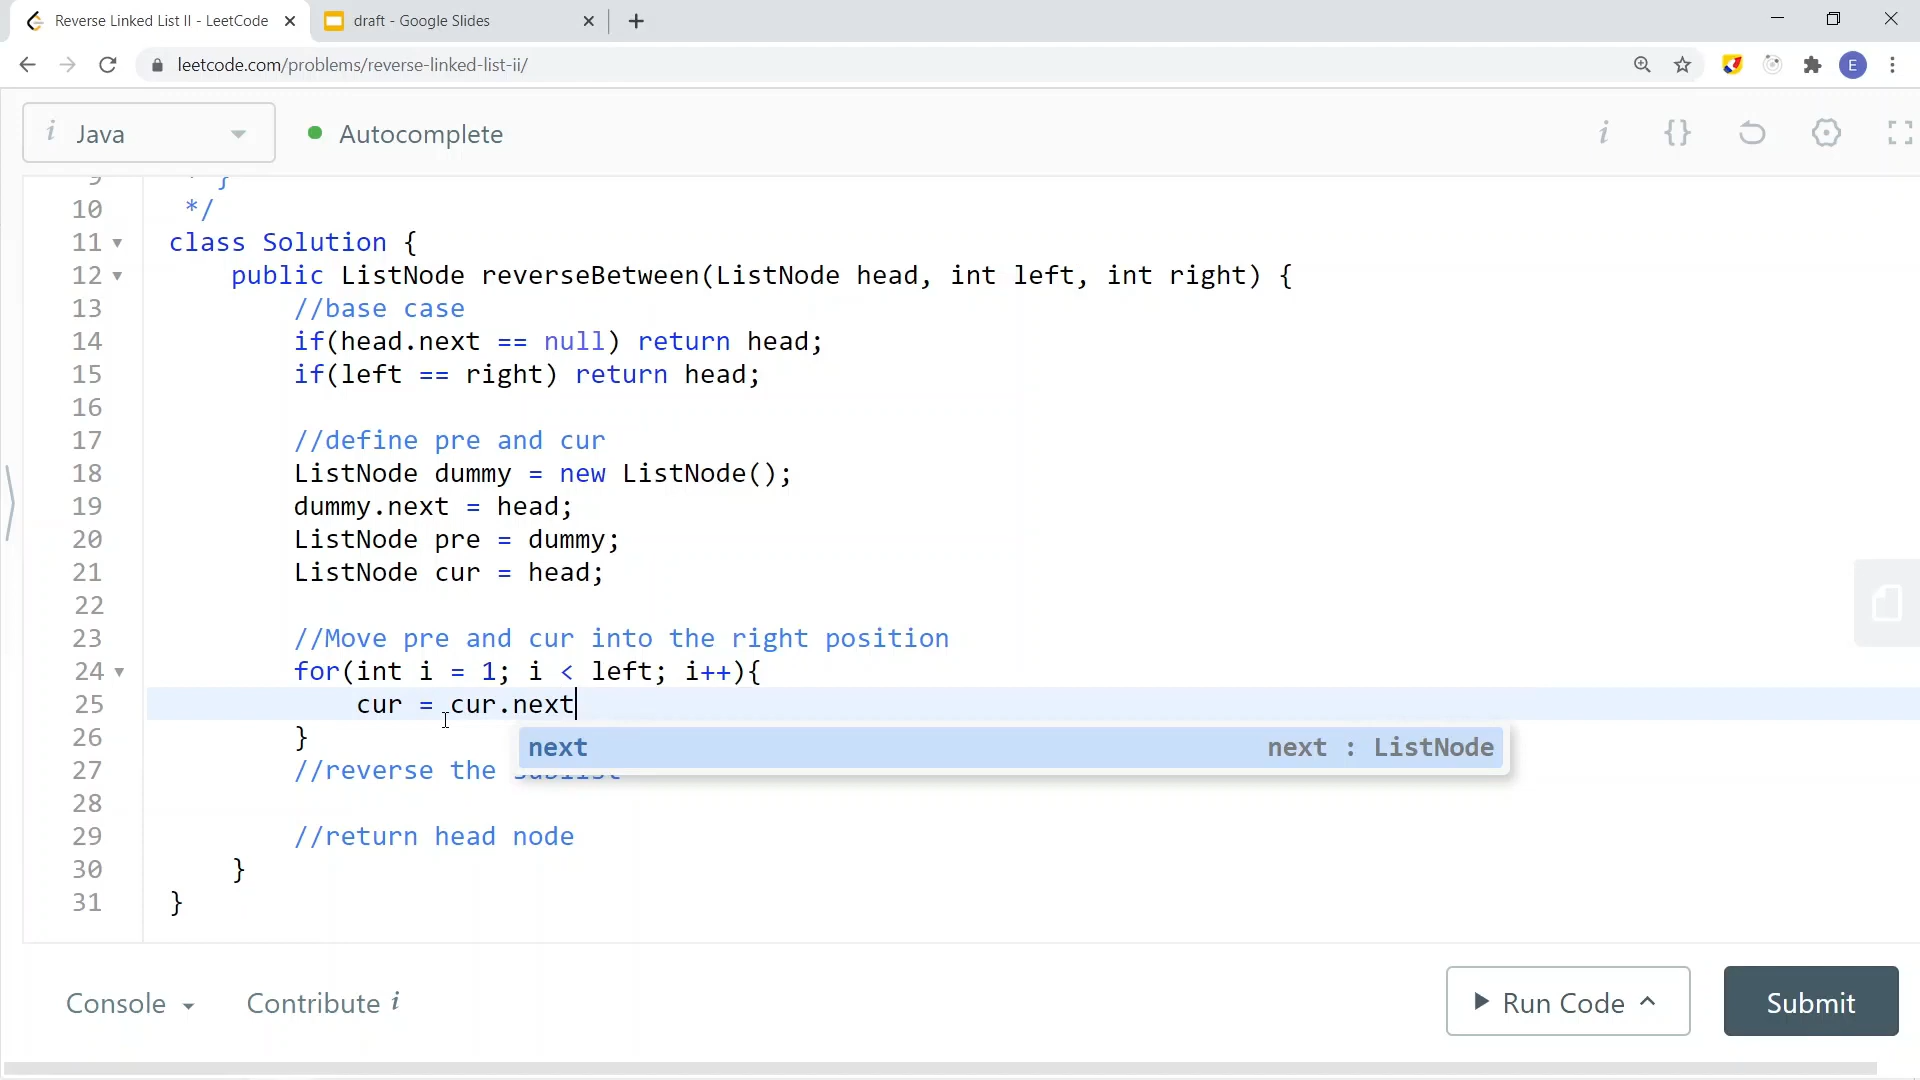 Reverse Linked List II - LeetCode
draft - Google Slides
leetcode.com/problems/reverse-linked-list-ii/
E
i Java
Autocomplete
i {}
9 * }
10 */
11 class Solution {
12 public ListNode reverseBetween(ListNode head, int left, int right) {
13 //base case
14 if(head.next == null) return head;
15 if(left == right) return head;
16
17 //define pre and cur
18 ListNode dummy = new ListNode();
19 dummy.next = head;
20 ListNode pre = dummy;
21 ListNode cur = head;
22
23 //Move pre and cur into the right position
24 for(int i = 1; i < left; i++){
25 cur = cur.next
26 }
next next : ListNode
27 //reverse the sublist
28
29 //return head node
30 }
31 }
Console Contribute i
Run Code
Submit